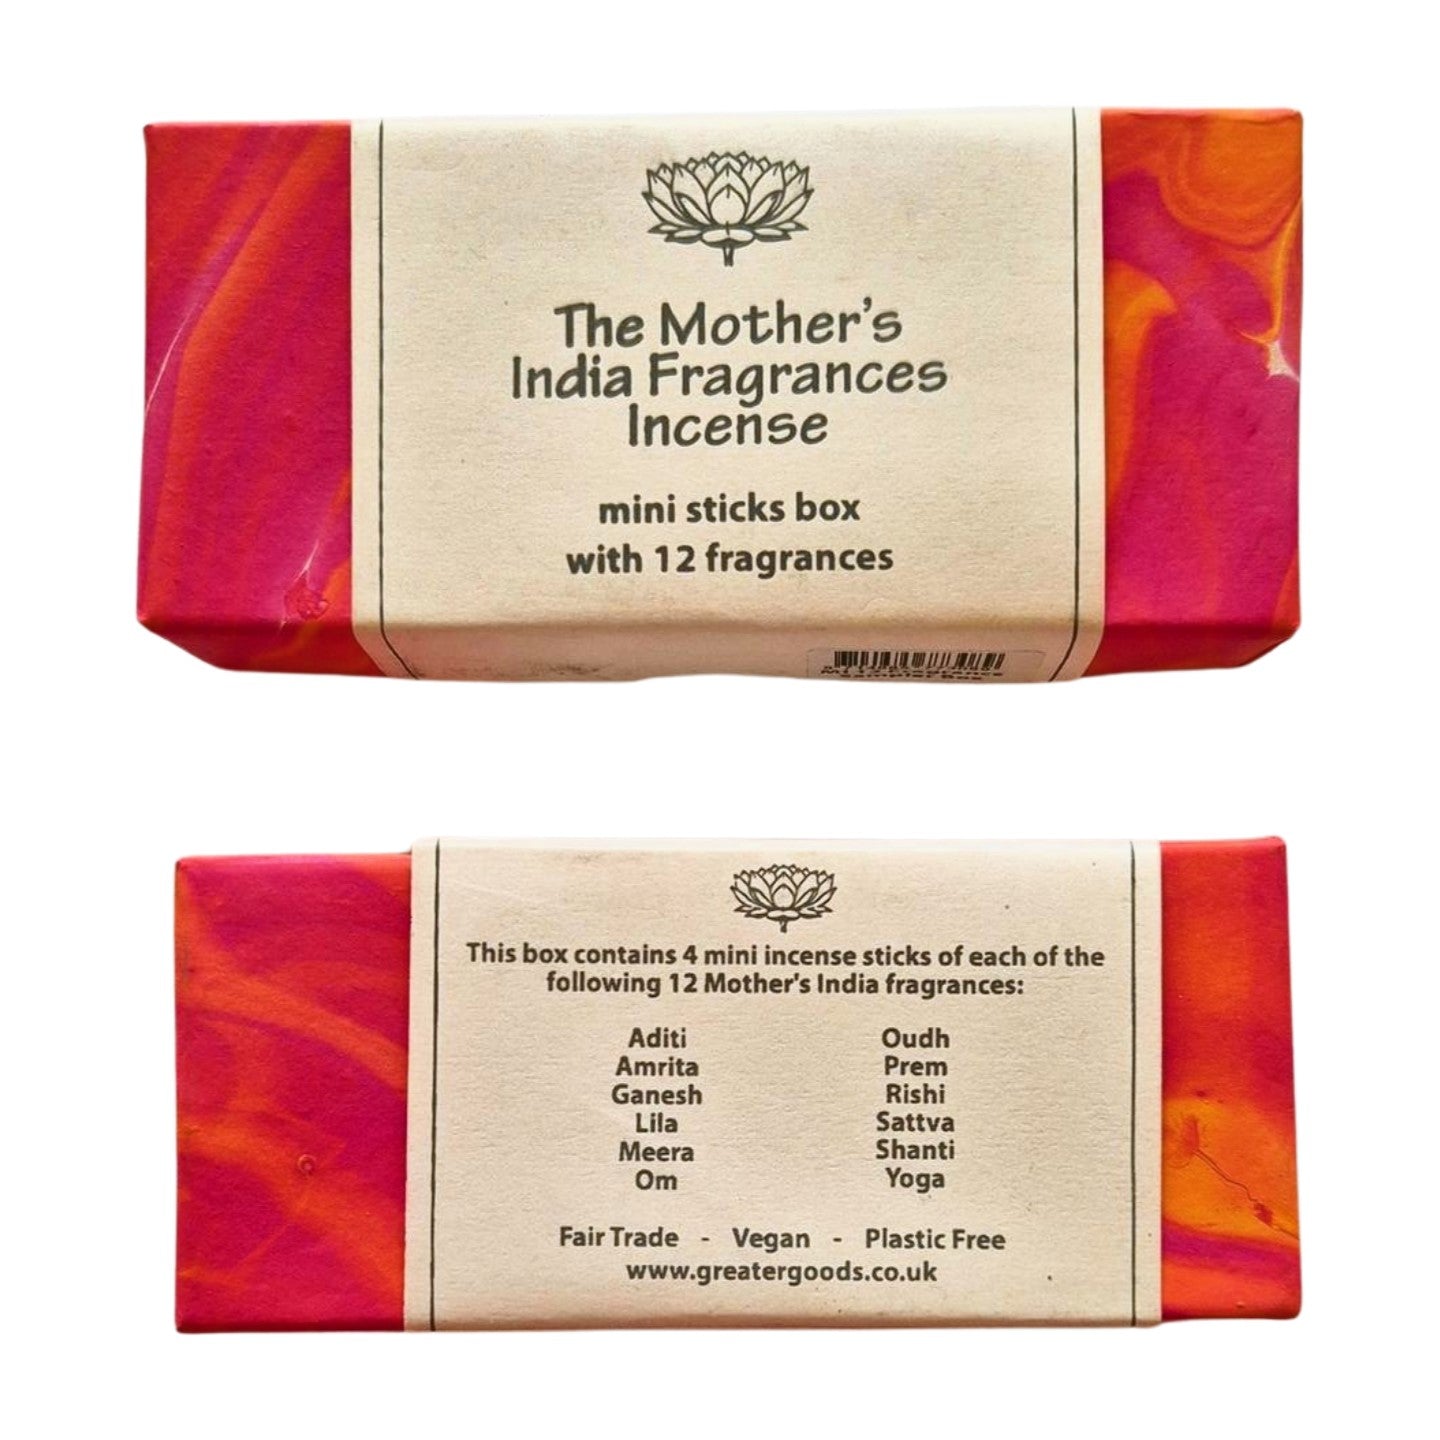 The Mother's
India Fragrances
Incense
mini sticks box
with 12 fragrances
This box contains 4 mini incense sticks of each of the
following 12 Mother's India fragrances:
Aditi
Amrita
Ganesh
Lila
Meera
Om
Oudh
Prem
Rishi
Sattva
Shanti
Yoga
Fair Trade - Vegan - Plastic Free
www.greatergoods.co.uk